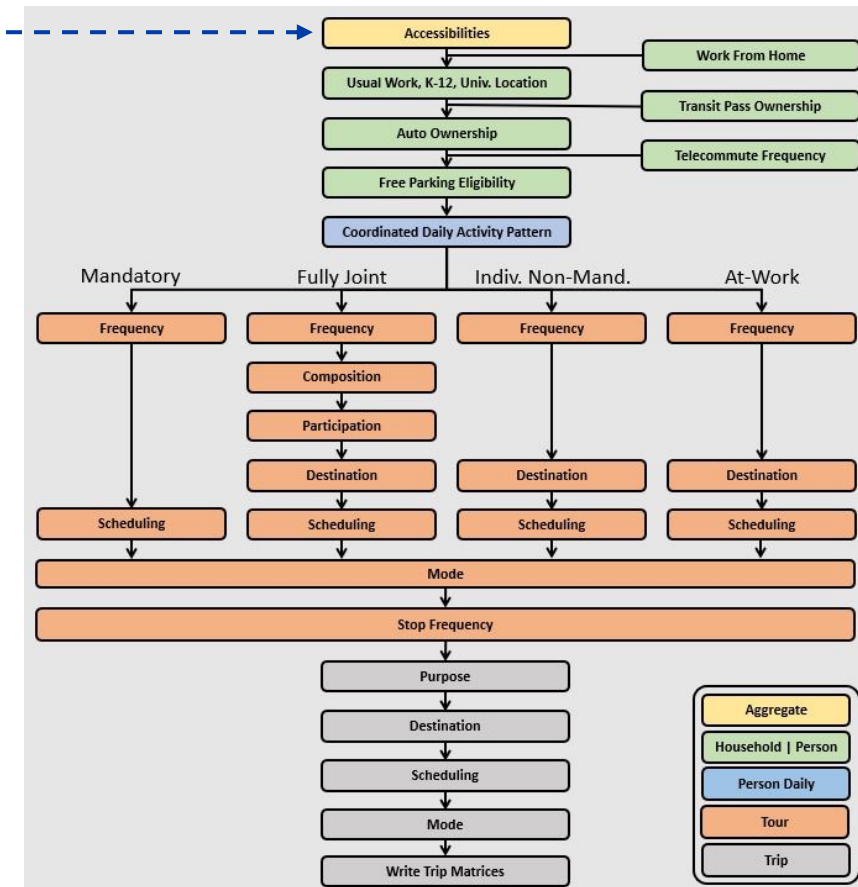 Accessibilities
Work From Home
Usual Work, K-12, Univ. Location
Transit Pass Ownership
Auto Ownership
Telecommute Frequency
Free Parking Eligibility
Coordinated Daily Activity Pattern
Mandatory
Fully Joint
Indiv. Non-Mand.
At-Work
Frequency
Frequency
Frequency
Frequency
Composition
Participation
Destination
Destination
Destination
Scheduling
Scheduling
Scheduling
Scheduling
Mode
Stop Frequency
Purpose
Destination
Scheduling
Mode
Write Trip Matrices
Aggregate
Household | Person
Person Daily
Tour
Trip